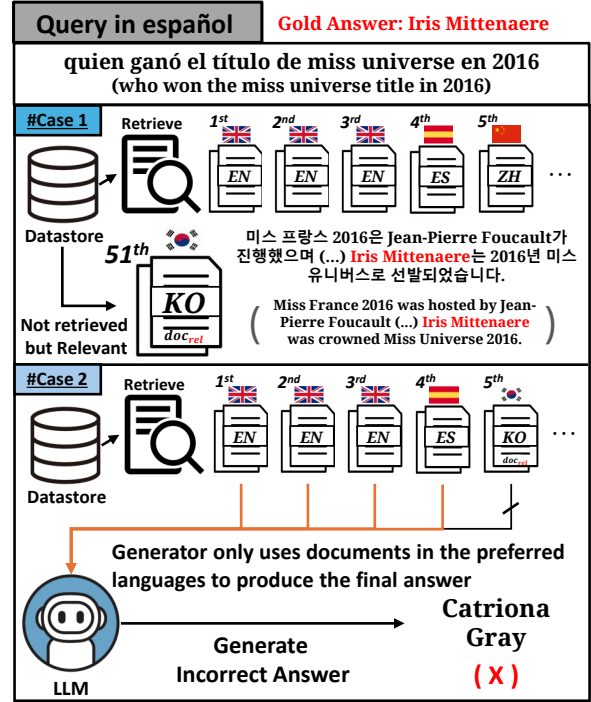 Query in español
Gold Answer: Iris Mittenaere
quien ganó el título de miss universe en 2016
(who won the miss universe title in 2016)
#Case 1
Retrieve
1st
2nd
3rd
4th
5th
EN
EN
EN
ES
ZH
...
Datastore
51th
KO
docrel
Not retrieved
but Relevant
미스 프랑스 2016은 Jean-Pierre Foucault가
진행했으며 (...) Iris Mittenaere는 2016년 미스
유니버스로 선발되었습니다.
( Miss France 2016 was hosted by Jean-
Pierre Foucault (...) Iris Mittenaere
was crowned Miss Universe 2016. )
#Case 2
Retrieve
1st
2nd
3rd
4th
5th
EN
EN
EN
ES
KO
docrel
...
Datastore
Generator only uses documents in the preferred
languages to produce the final answer
LLM
Generate
Incorrect Answer
Catriona
Gray
( X )